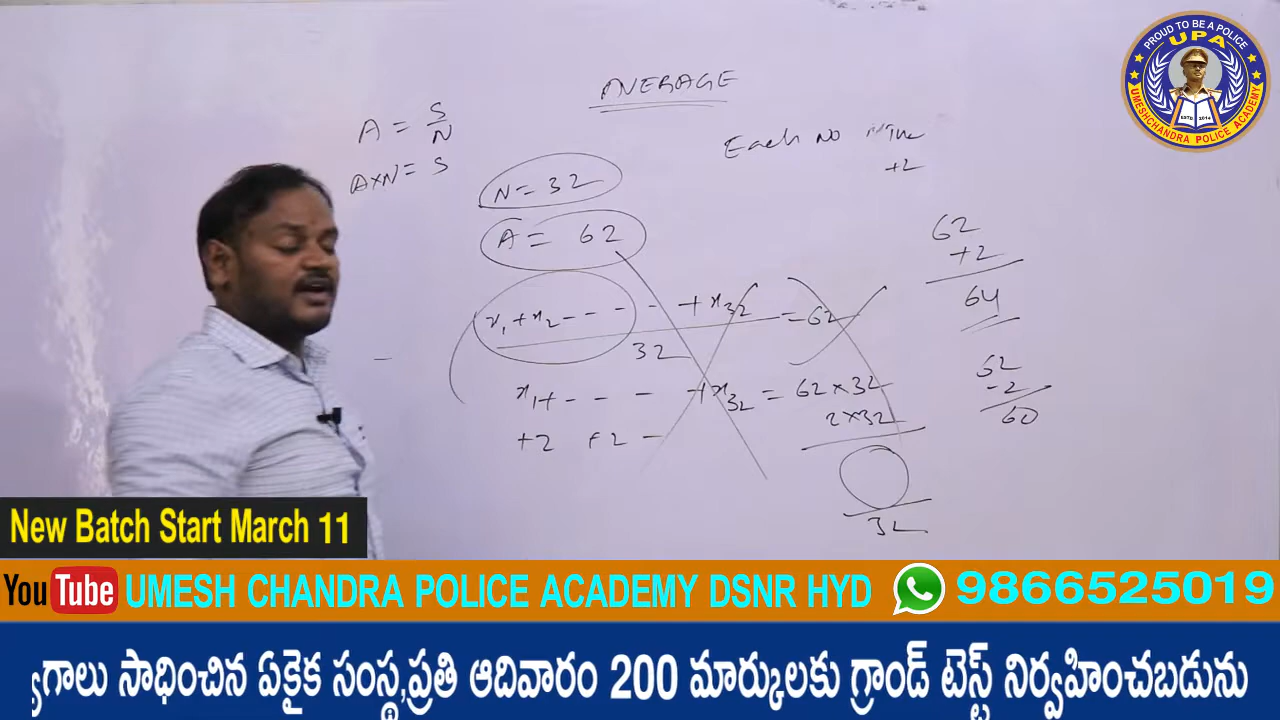 AVERAGE
A = S/N
A×N = S
Each NO
+2
N = 32
A = 62
x1 + x2 - - - - + x32 = 62
32
x1 + - - - + x32 = 62 × 32
+2 +2 - 2×32
32
62
+2
64
62
-2
60
PROUD TO BE A POLICE
UPA
UMESHCHANDRA POLICE ACADEMY
New Batch Start March 11
YouTube UMESH CHANDRA POLICE ACADEMY DSNR HYD 9866525019
సాధించిన ఏకైక సంస్థ,ప్రతి ఆదివారం 200 మార్కులకు గ్రాండ్ టెస్ట్ నిర్వహించబడును